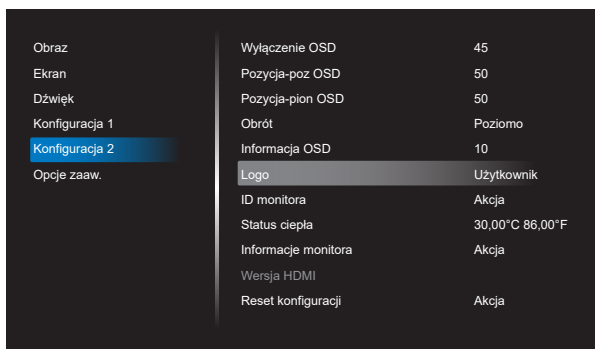 Obraz
Ekran
Dźwięk
Konfiguracja 1
Konfiguracja 2
Opcje zaaw.
Wyłączenie OSD 45
Pozycja-poz OSD 50
Pozycja-pion OSD 50
Obrót Poziomo
Informacja OSD 10
Logo Użytkownik
ID monitora Akcja
Status ciepła 30,00°C 86,00°F
Informacje monitora Akcja
Wersja HDMI
Reset konfiguracji Akcja